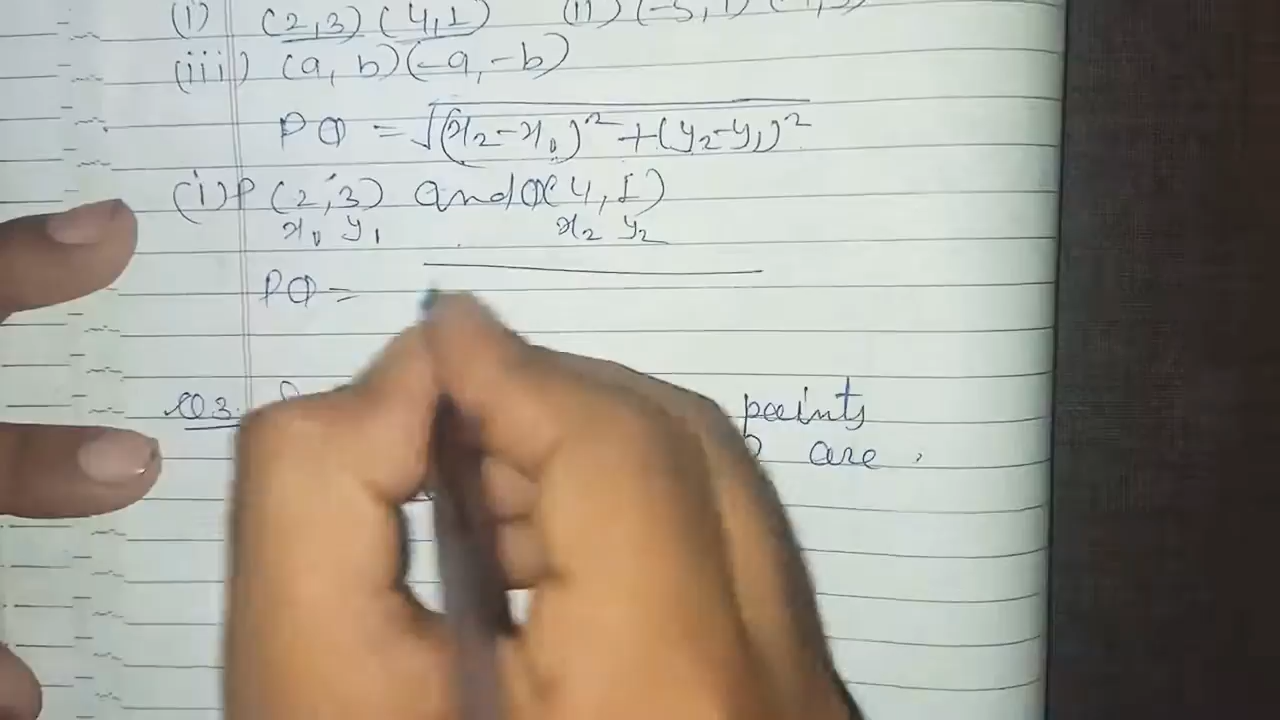 (i) (2,3) (4,1) (ii)
(iii) (a, b)(-a, -b)
PQ = √(x₂-x₁)² + (y₂-y₁)²
(i) P (2,3) and Q(4,1)
x₁ y₁ x₂ y₂
PQ =
Q3. points
are